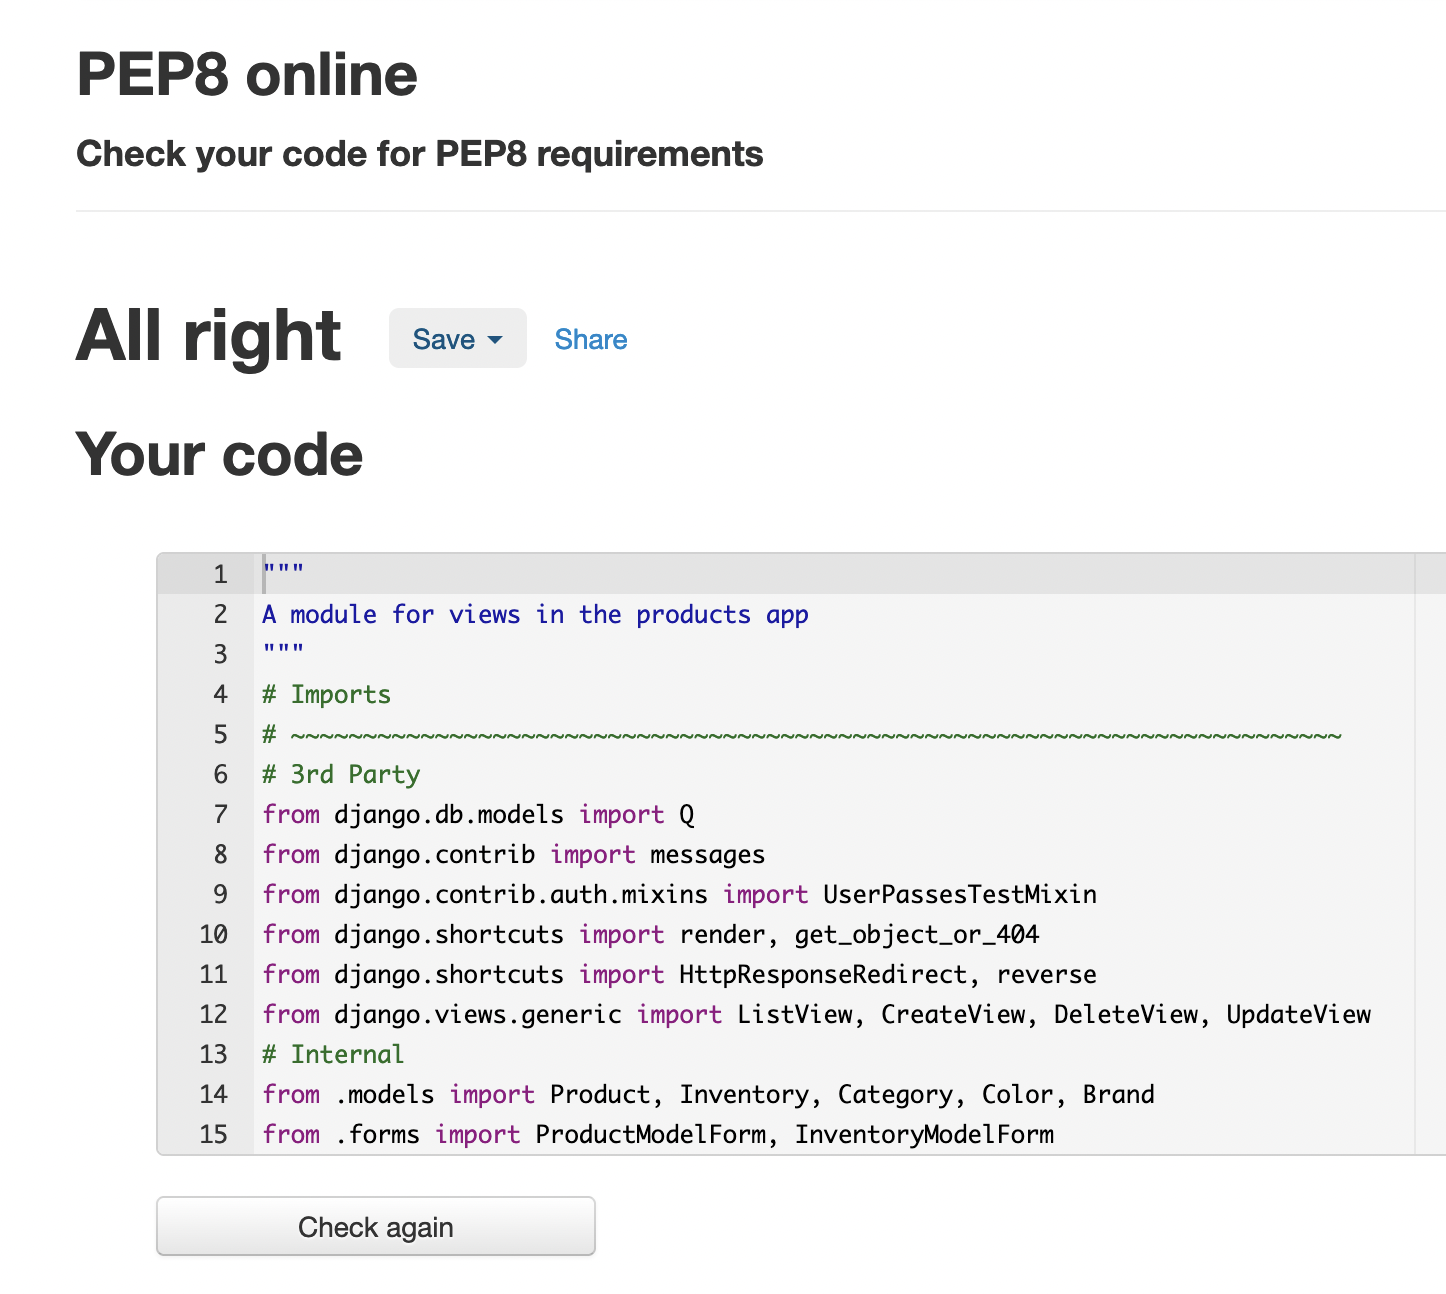 PEP8 online
Check your code for PEP8 requirements
All right Save Share
Your code
1 """
2 A module for views in the products app
3 """
4 # Imports
5 # ~~~~~~~~~~~~~~~~~~~~~~~~~~~~~~~~~~~~~~~~~~~~~~~~~~~~~~~~~~~~~~~~~~~~~~~~~
6 # 3rd Party
7 from django.db.models import Q
8 from django.contrib import messages
9 from django.contrib.auth.mixins import UserPassesTestMixin
10 from django.shortcuts import render, get_object_or_404
11 from django.shortcuts import HttpResponseRedirect, reverse
12 from django.views.generic import ListView, CreateView, DeleteView, UpdateView
13 # Internal
14 from .models import Product, Inventory, Category, Color, Brand
15 from .forms import ProductModelForm, InventoryModelForm
Check again